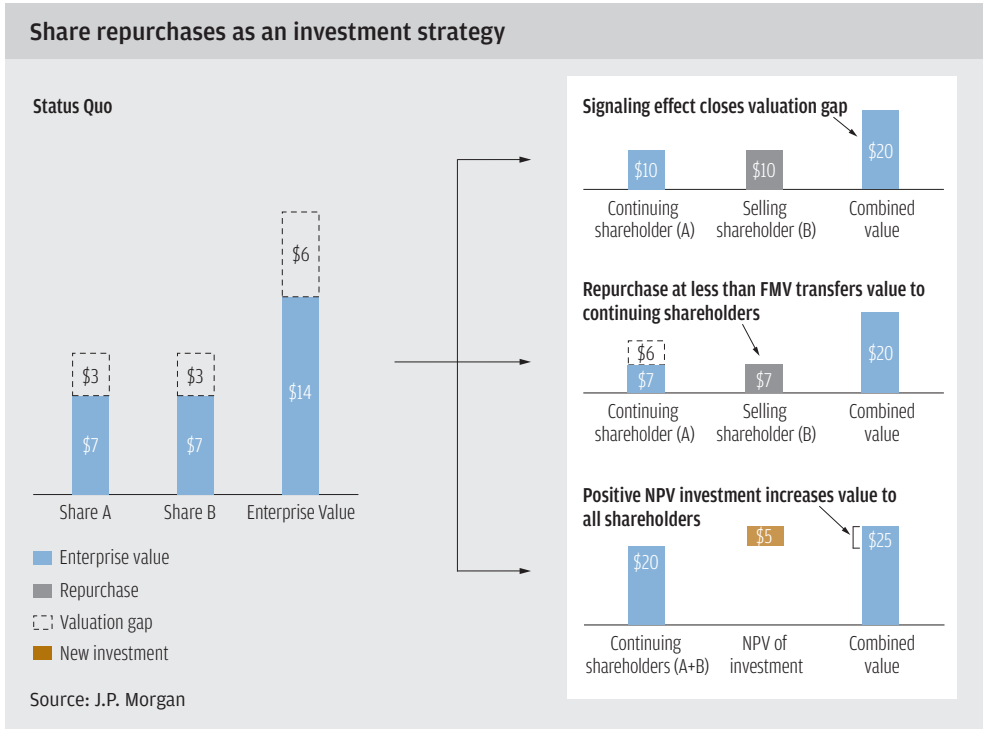 Share repurchases as an investment strategy
Status Quo
$3
$7
Share A
$3
$7
Share B
$6
$14
Enterprise Value
Enterprise value
Repurchase
Valuation gap
New investment
Source: J.P. Morgan
Signaling effect closes valuation gap
$10
$10
$20
Continuing
shareholder (A)
Selling
shareholder (B)
Combined
value
Repurchase at less than FMV transfers value to
continuing shareholders
$6
$7
$7
$20
Continuing
shareholder (A)
Selling
shareholder (B)
Combined
value
Positive NPV investment increases value to
all shareholders
$20
$5
$25
Continuing
shareholders (A+B)
NPV of
investment
Combined
value